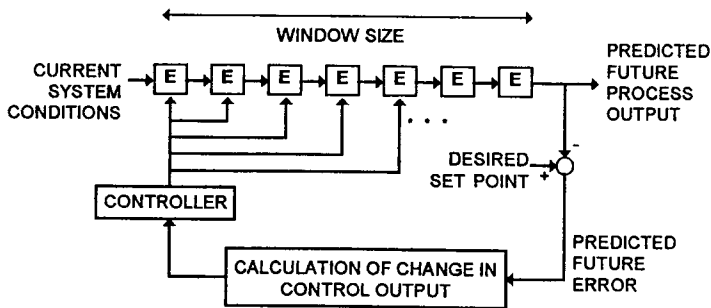 WINDOW SIZE
CURRENT
SYSTEM
CONDITIONS
E E E E E E E
PREDICTED
FUTURE
PROCESS
OUTPUT
. . .
-
DESIRED
SET POINT
+
CONTROLLER
CALCULATION OF CHANGE IN
CONTROL OUTPUT
PREDICTED
FUTURE
ERROR